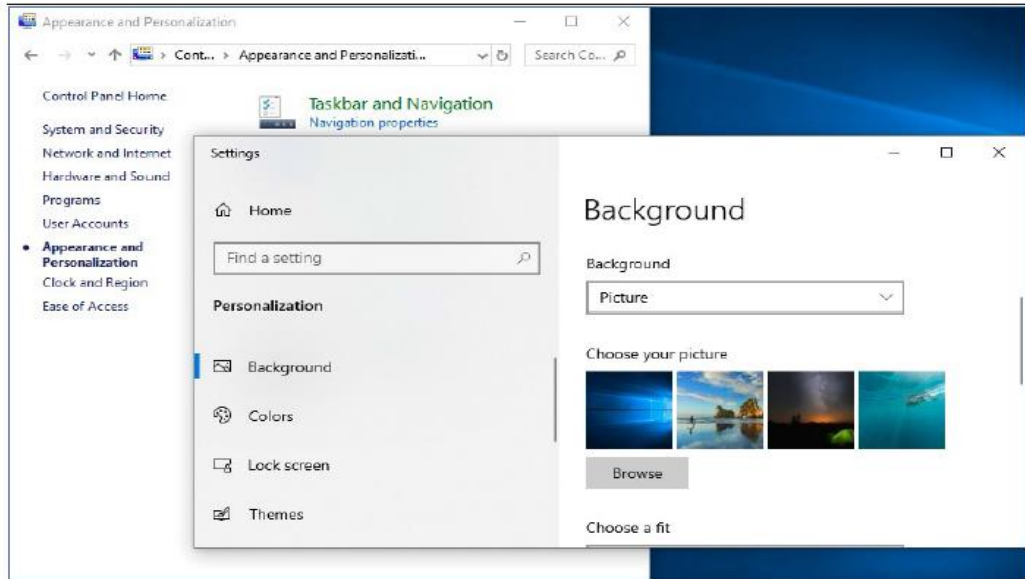 Appearance and Personalization
Cont... › Appearance and Personalizati...
Search Co...
Control Panel Home
System and Security
Network and Internet
Hardware and Sound
Programs
User Accounts
Appearance and
Personalization
Clock and Region
Ease of Access
Taskbar and Navigation
Navigation properties
Settings
Home
Find a setting
Personalization
Background
Colors
Lock screen
Themes
Background
Background
Picture
Choose your picture
Browse
Choose a fit